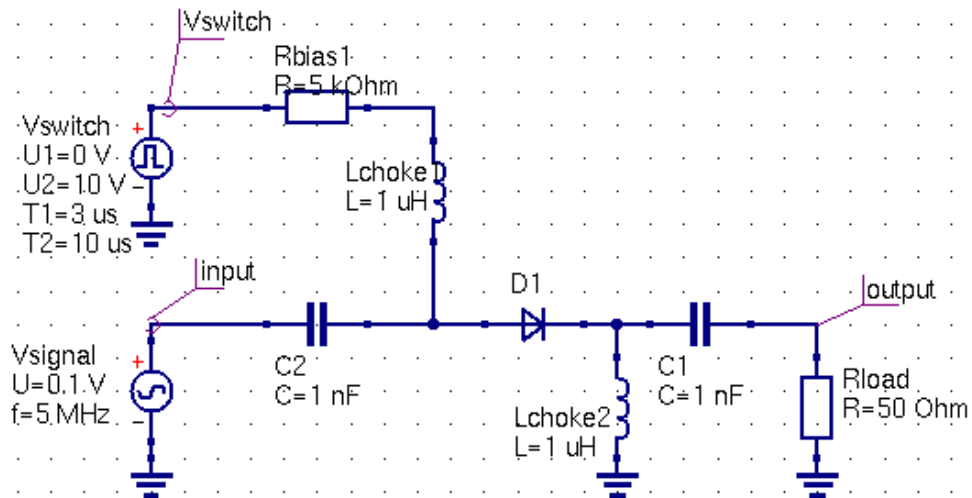 Vswitch
Rbias1
R=5 kOhm
Vswitch
U1=0 V
U2=10 V
T1=3 us
T2=10 us
+
Lchoke1
L=1 uH
input
D1
output
Vsignal
U=0.1 V
f=5 MHz
+
C2
C=1 nF
Lchoke2
L=1 uH
C1
C=1 nF
Rload
R=50 Ohm